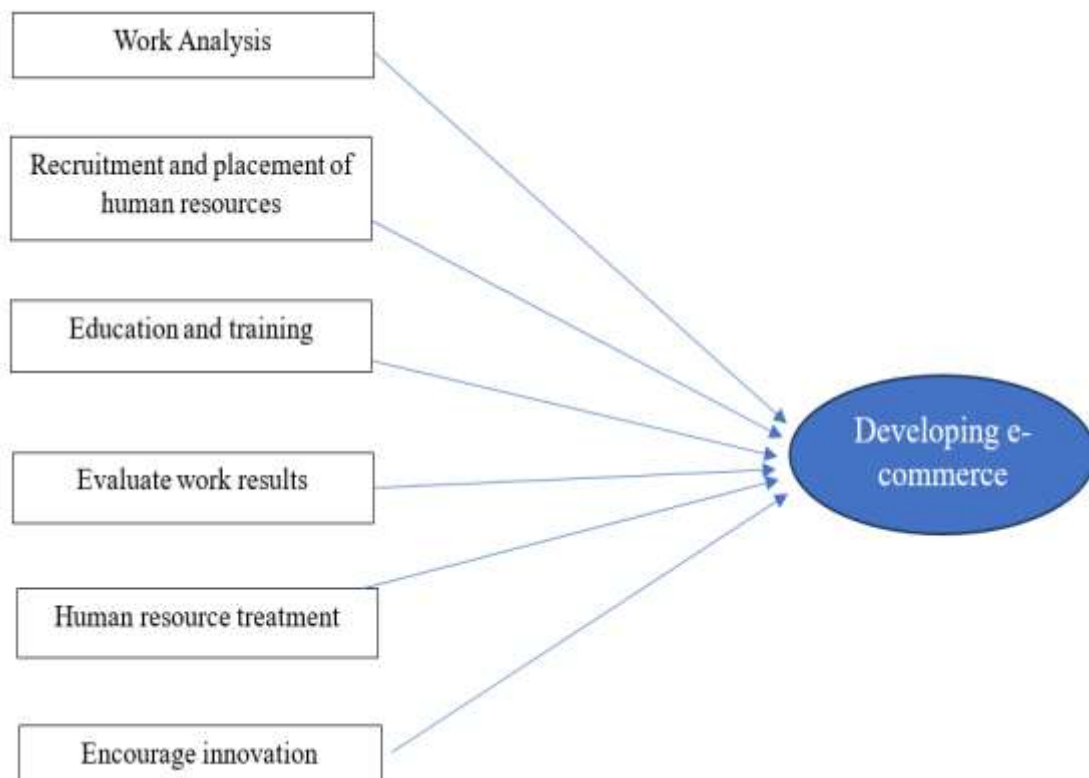 Work Analysis
Recruitment and placement of
human resources
Education and training
Evaluate work results
Human resource treatment
Encourage innovation
Developing e-
commerce